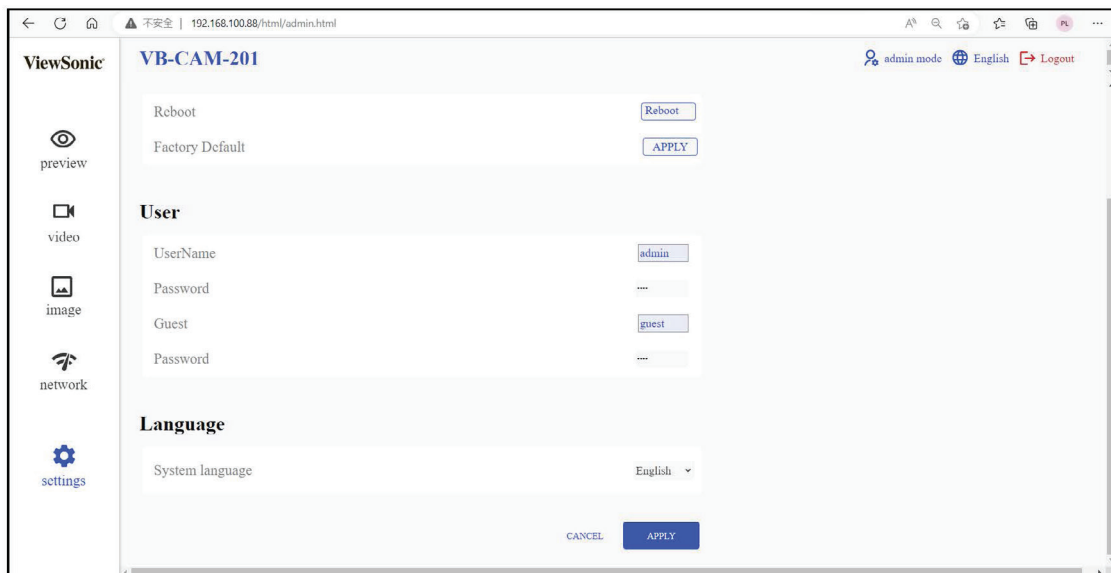 不安全 | 192.168.100.88/html/admin.html
PL
ViewSonic
VB-CAM-201
admin mode
English
Logout
preview
video
image
network
settings
Reboot
Reboot
Factory Default
APPLY
User
UserName
admin
Password
....
Guest
guest
Password
....
Language
System language
English
CANCEL
APPLY